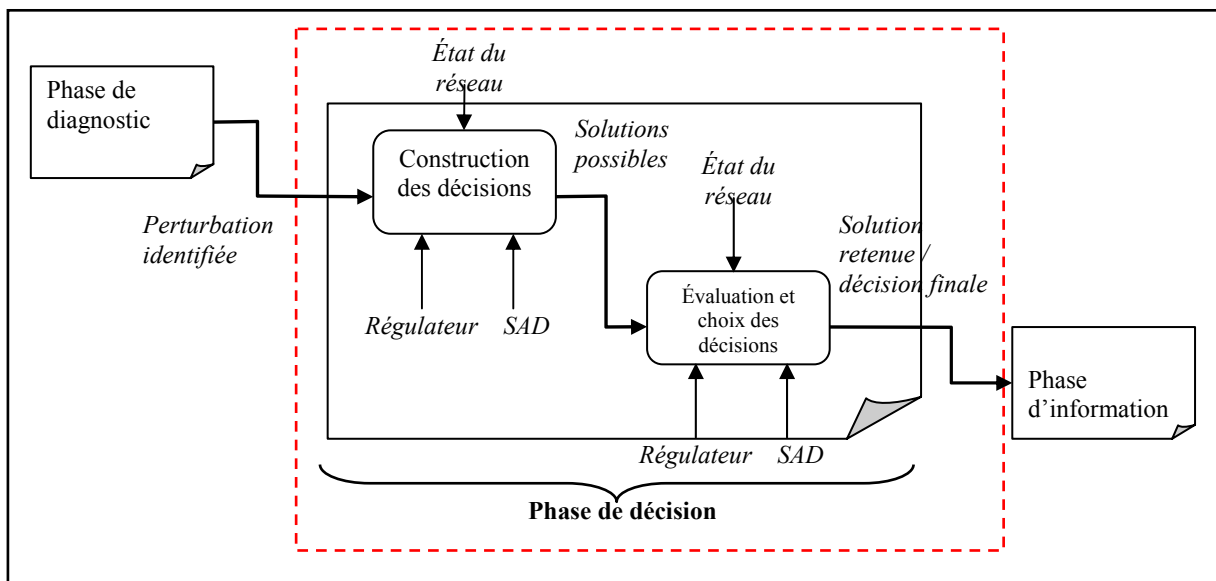 Phase de
diagnostic
Perturbation
identifiée
État du
réseau
Construction
des décisions
Régulateur
SAD
Solutions
possibles
État du
réseau
Évaluation et
choix des
décisions
Régulateur
SAD
Solution
retenue /
décision finale
Phase
d’information
Phase de décision